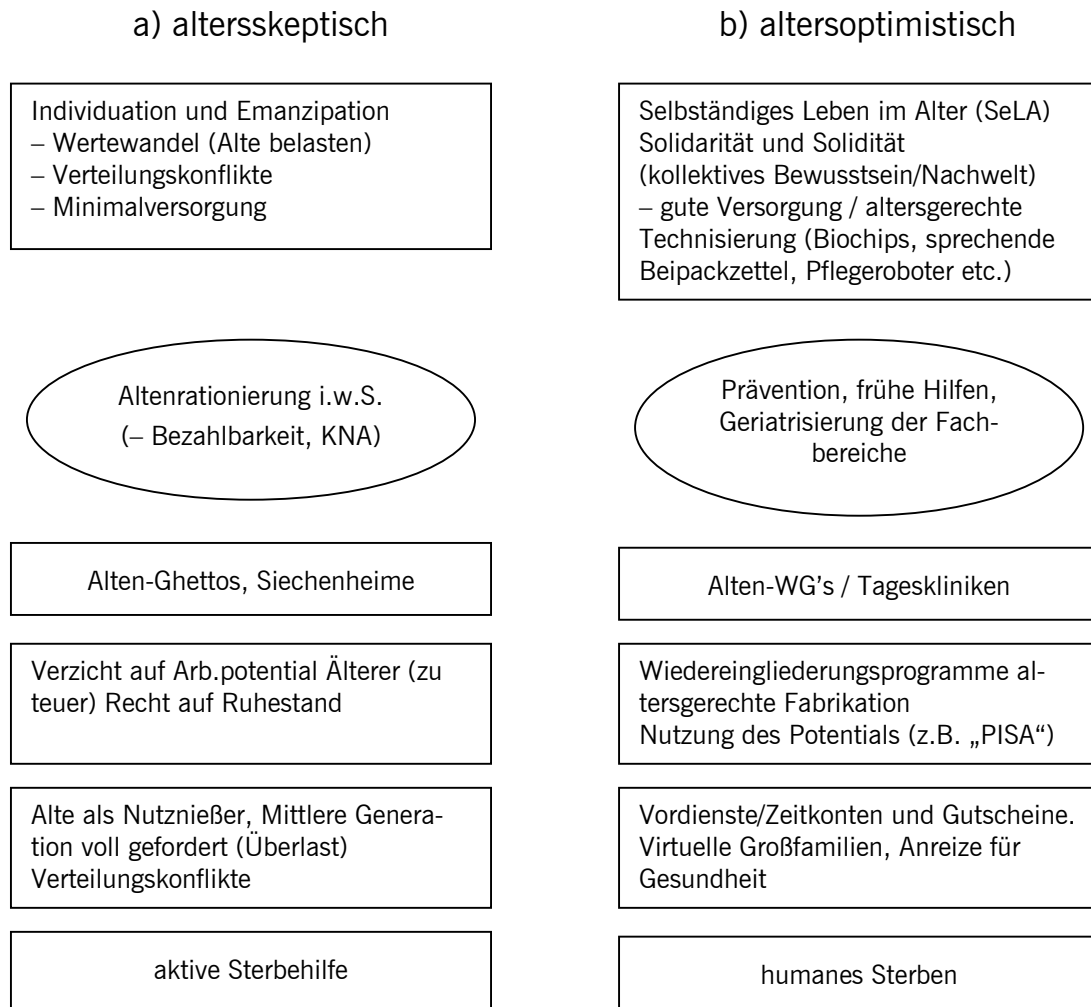 a) altersskeptisch
Individuation und Emanzipation
– Wertewandel (Alte belasten)
– Verteilungskonflikte
– Minimalversorgung
Altenrationierung i.w.S.
(– Bezahlbarkeit, KNA)
Alten-Ghettos, Siechenheime
Verzicht auf Arb.potential Älterer (zu
teuer) Recht auf Ruhestand
Alte als Nutznießer, Mittlere Genera-
tion voll gefordert (Überlast)
Verteilungskonflikte
aktive Sterbehilfe
b) altersoptimistisch
Selbständiges Leben im Alter (SeLA)
Solidarität und Solidität
(kollektives Bewusstsein/Nachwelt)
– gute Versorgung / altersgerechte
Technisierung (Biochips, sprechende
Beipackzettel, Pflegeroboter etc.)
Prävention, frühe Hilfen,
Geriatrisierung der Fach-
bereiche
Alten-WG's / Tageskliniken
Wiedereingliederungsprogramme al-
tersgerechte Fabrikation
Nutzung des Potentials (z.B. „PISA“)
Vordienste/Zeitkonten und Gutscheine.
Virtuelle Großfamilien, Anreize für
Gesundheit
humanes Sterben